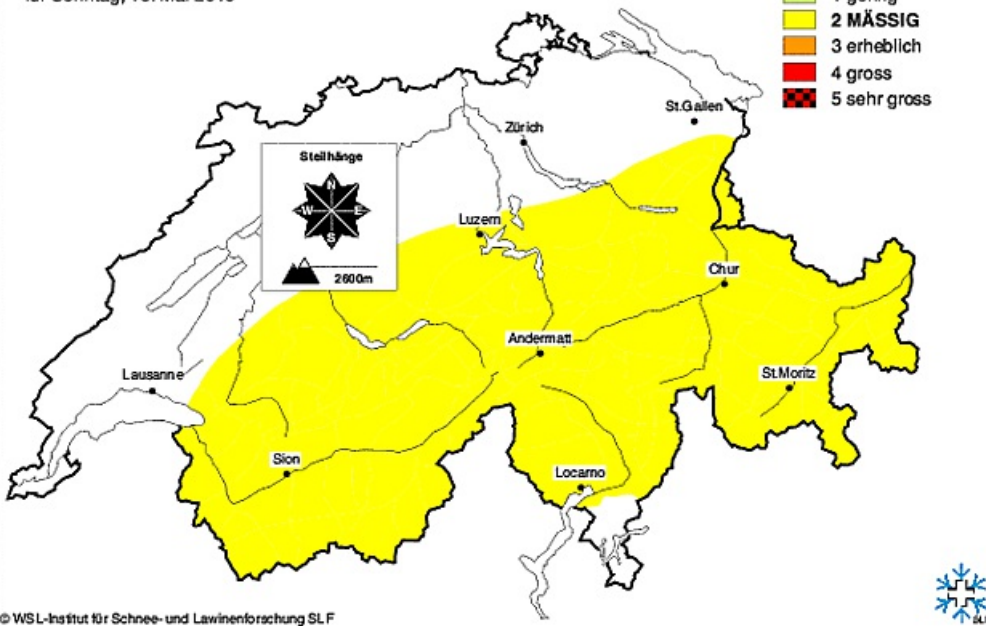 2 MÄSSIG
3 erheblich
4 gross
5 sehr gross
St.Gallen
Zürich
Steilhänge
N
W E
S
2600m
Luzern
Chur
Andermatt
Lausanne
St.Moritz
Sion
Locarno
© WSL-Institut für Schnee- und Lawinenforschung SLF
SLF